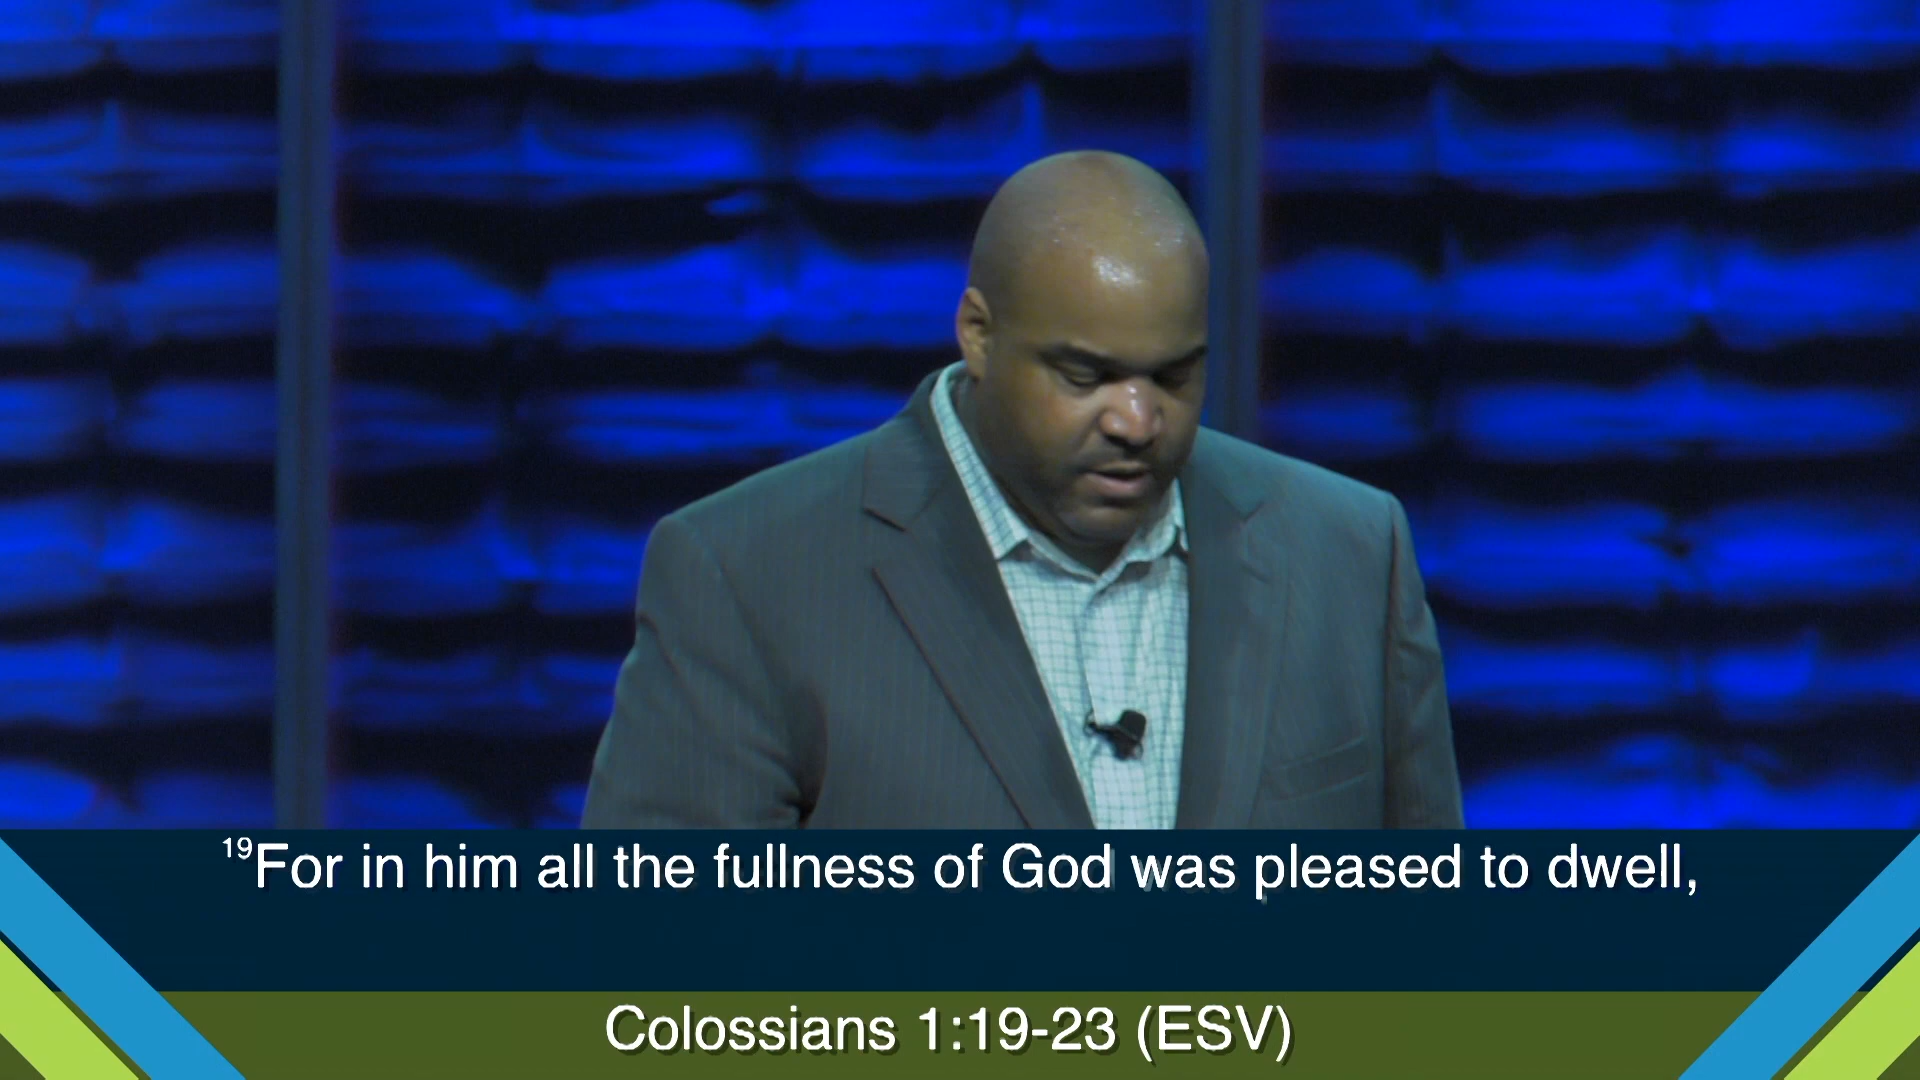 19For in him all the fullness of God was pleased to dwell,
Colossians 1:19-23 (ESV)